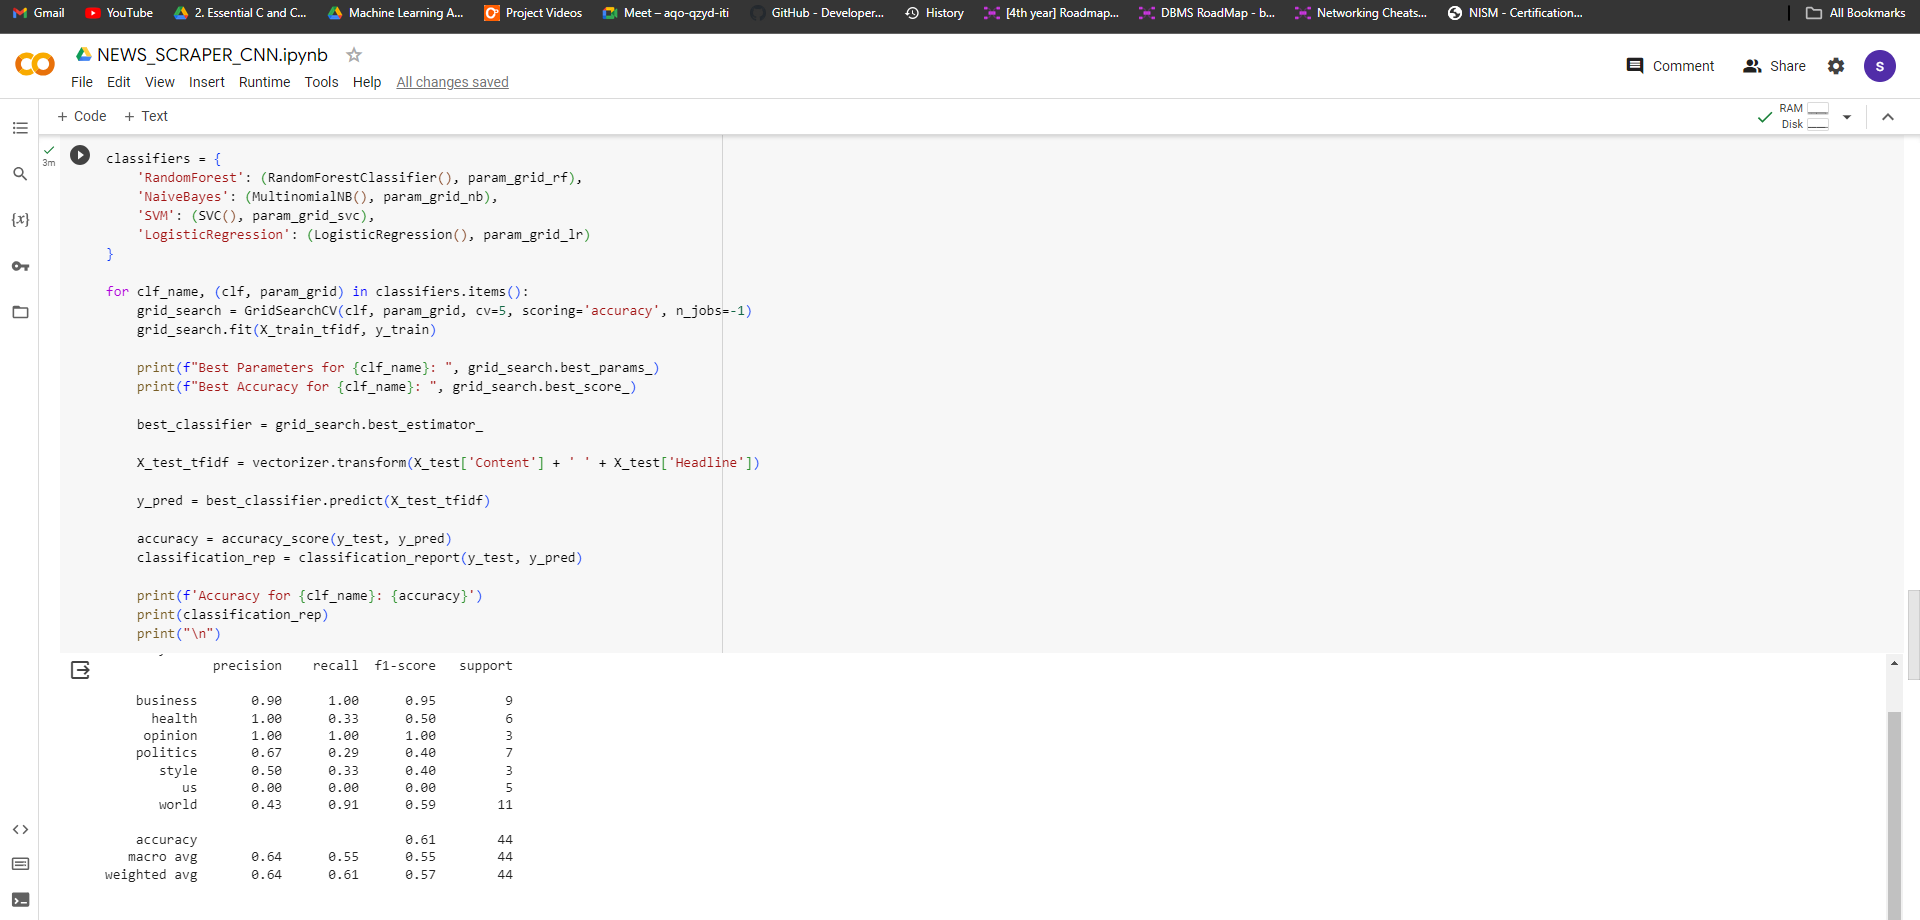 Gmail YouTube 2. Essential C and C... Machine Learning A... Project Videos Meet – aqo-qzyd-iti GitHub - Developer... History [4th year] Roadmap... DBMS RoadMap - b... Networking Cheats... NISM - Certification... All Bookmarks
CO NEWS_SCRAPER_CNN.ipynb
File Edit View Insert Runtime Tools Help All changes saved
Comment Share S
+ Code + Text
RAM
Disk
3m
{x}
classifiers = {
    'RandomForest': (RandomForestClassifier(), param_grid_rf),
    'NaiveBayes': (MultinomialNB(), param_grid_nb),
    'SVM': (SVC(), param_grid_svc),
    'LogisticRegression': (LogisticRegression(), param_grid_lr)
}
for clf_name, (clf, param_grid) in classifiers.items():
    grid_search = GridSearchCV(clf, param_grid, cv=5, scoring='accuracy', n_jobs=-1)
    grid_search.fit(X_train_tfidf, y_train)
    print(f"Best Parameters for {clf_name}: ", grid_search.best_params_)
    print(f"Best Accuracy for {clf_name}: ", grid_search.best_score_)
    best_classifier = grid_search.best_estimator_
    X_test_tfidf = vectorizer.transform(X_test['Content'] + ' ' + X_test['Headline'])
    y_pred = best_classifier.predict(X_test_tfidf)
    accuracy = accuracy_score(y_test, y_pred)
    classification_rep = classification_report(y_test, y_pred)
    print(f'Accuracy for {clf_name}: {accuracy}')
    print(classification_rep)
    print("\n")
precision recall f1-score support
business 0.90 1.00 0.95 9
health 1.00 0.33 0.50 6
opinion 1.00 1.00 1.00 3
politics 0.67 0.29 0.40 7
style 0.50 0.33 0.40 3
us 0.00 0.00 0.00 5
world 0.43 0.91 0.59 11
accuracy 0.61 44
macro avg 0.64 0.55 0.55 44
weighted avg 0.64 0.61 0.57 44